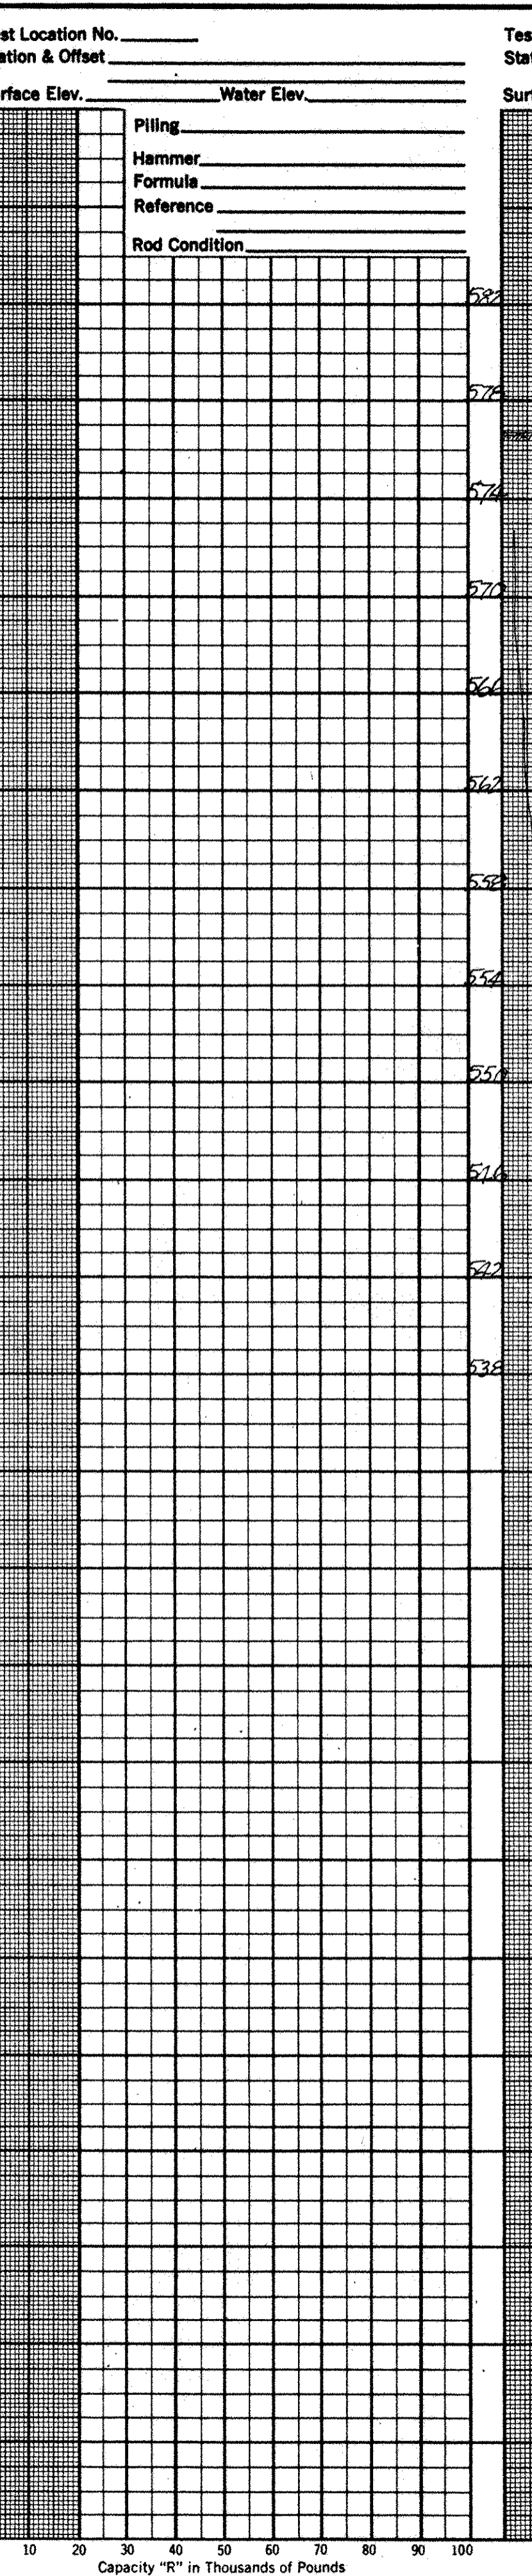 st Location No.
ation & Offset
rface Elev. Water Elev.
Piling
Hammer
Formula
Reference
Rod Condition
Tes
Stat
Surf
582
578
574
570
566
562
558
554
550
546
542
538
10 20 30 40 50 60 70 80 90 100
Capacity "R" in Thousands of Pounds